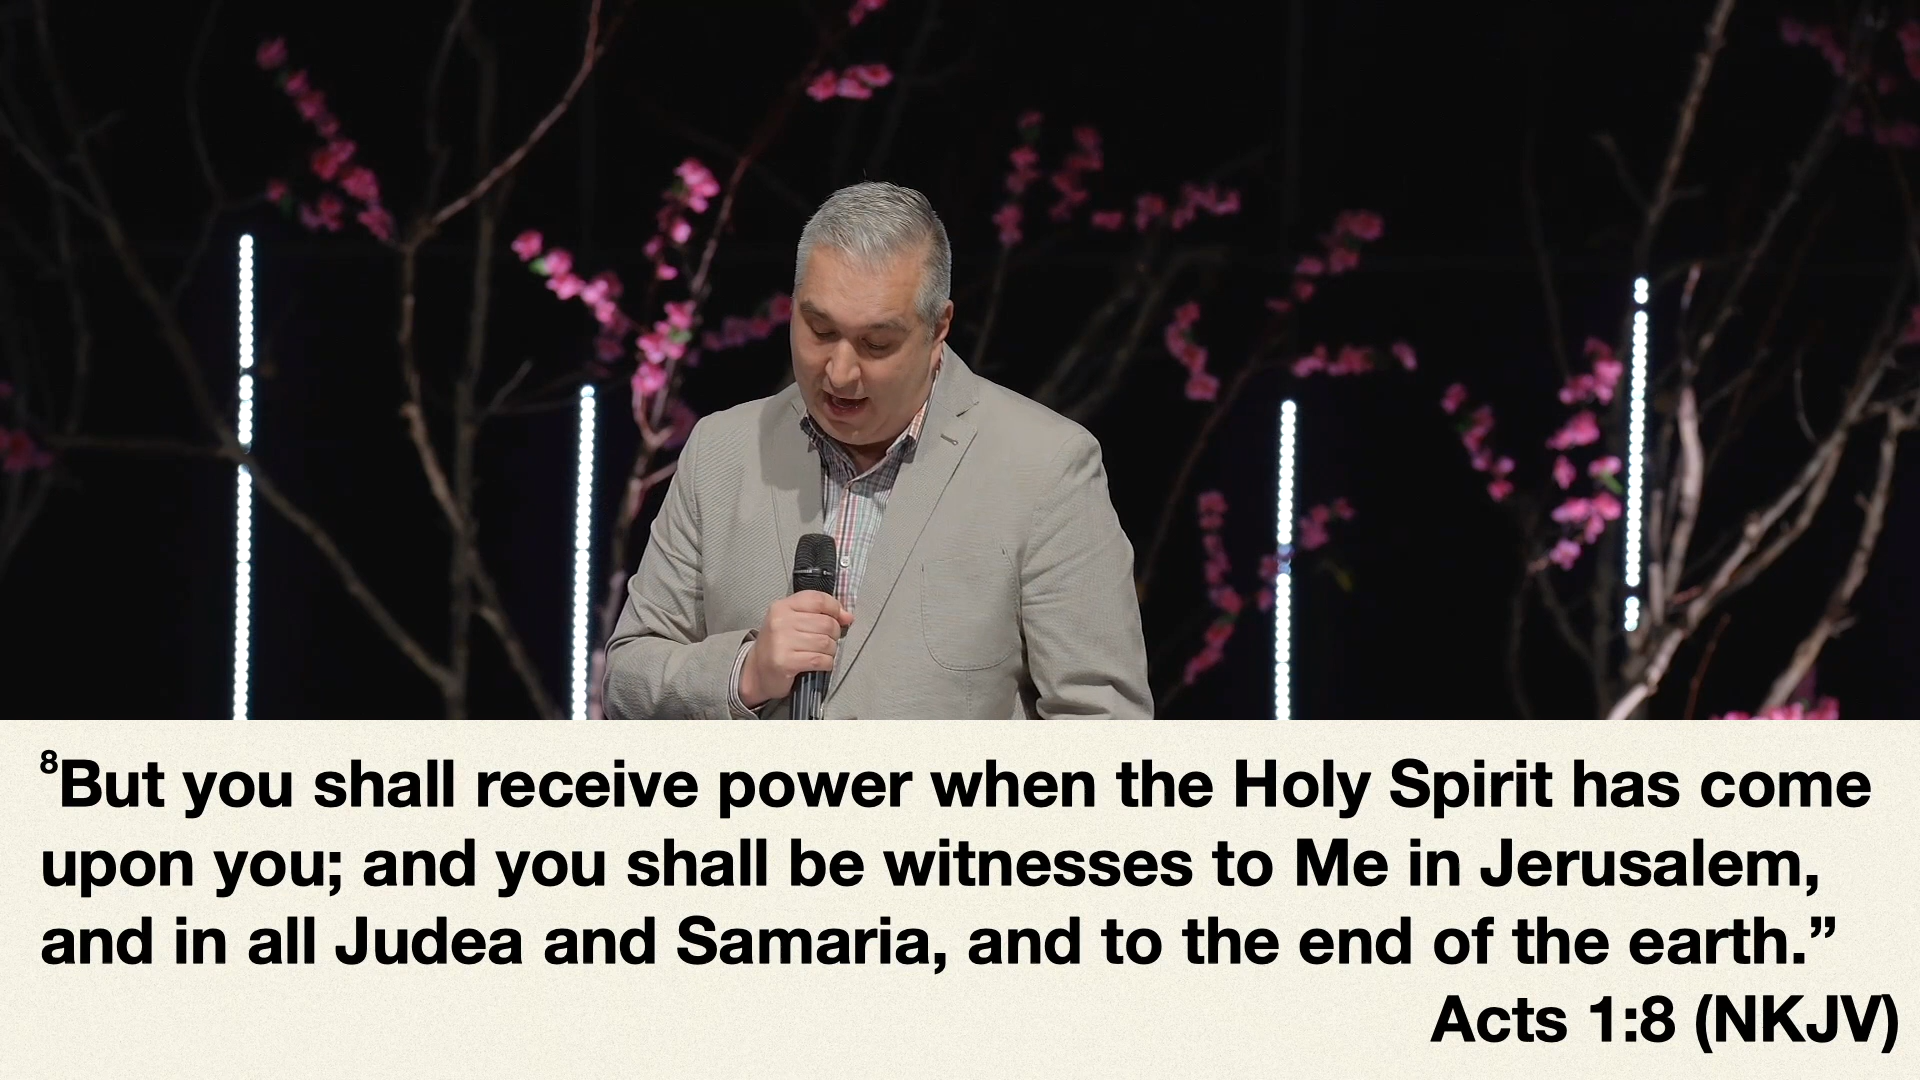 ⁸But you shall receive power when the Holy Spirit has come
upon you; and you shall be witnesses to Me in Jerusalem,
and in all Judea and Samaria, and to the end of the earth.”
Acts 1:8 (NKJV)